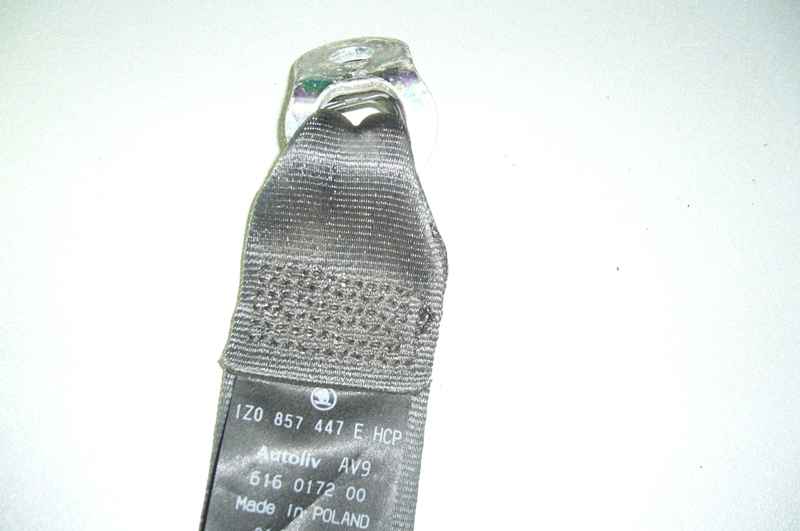 1Z0 857 447 E HCP
Autoliv AV9
616 0172 00
Made in POLAND